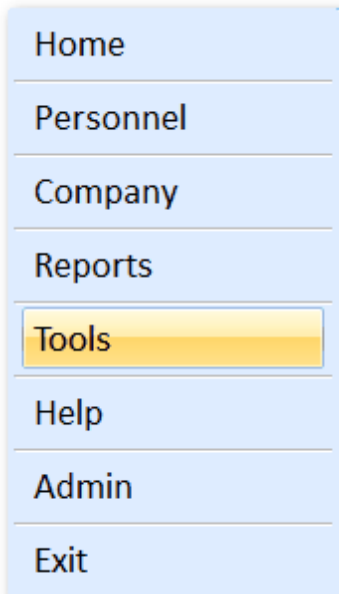 Home
Personnel
Company
Reports
Tools
Help
Admin
Exit